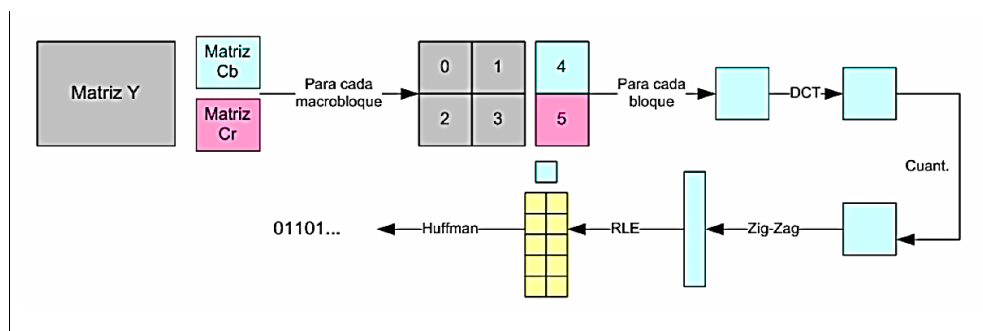 Matriz Y
Matriz
Cb
Matriz
Cr
Para cada
macrobloque
0
1
2
3
4
5
Para cada
bloque
DCT
Cuant.
Zig-Zag
RLE
Huffman
01101...